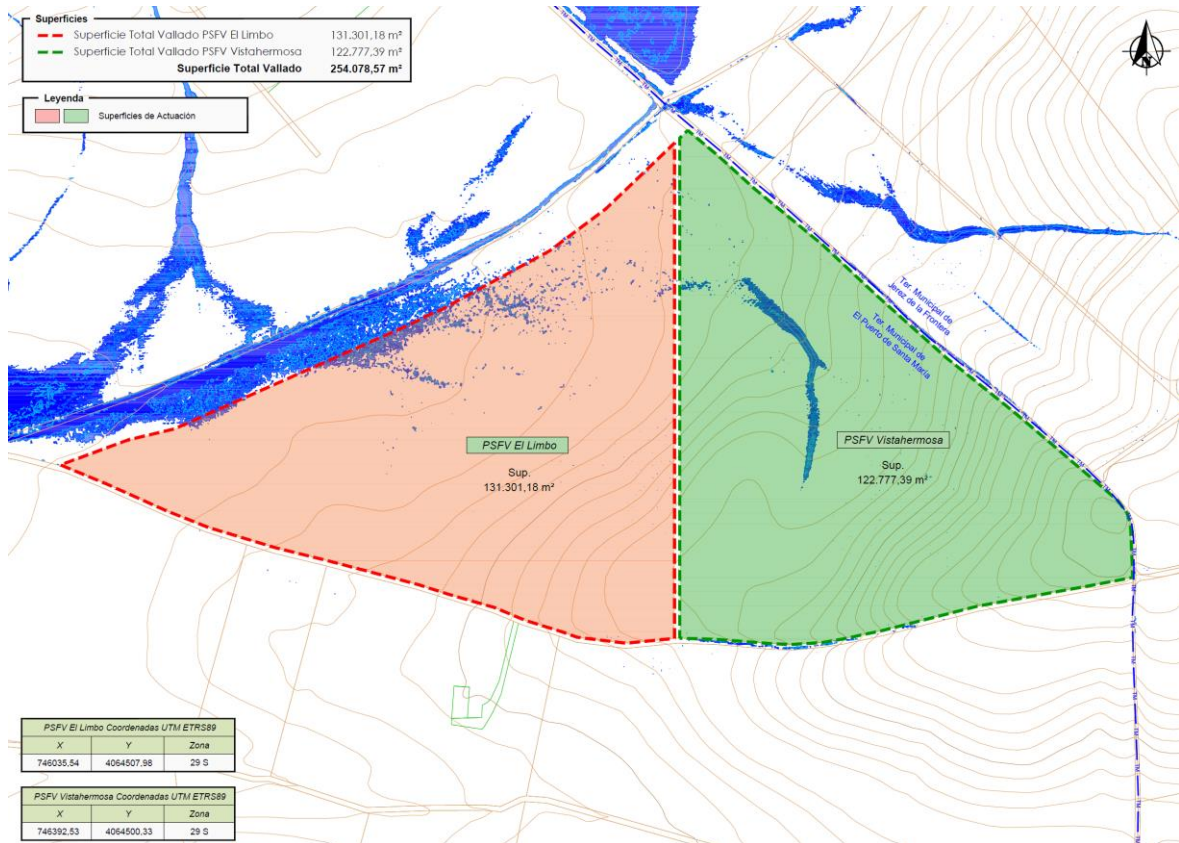 Superficies
Superficie Total Vallado PSFV El Limbo 131.301,18 m²
Superficie Total Vallado PSFV Vistahermosa 122.777,39 m²
Superficie Total Vallado 254.078,57 m²
Leyenda
Superficies de Actuación
N
Ter. Municipal de
Jerez de la Frontera
Ter. Municipal de
El Puerto de Santa María
PSFV El Limbo
Sup.
131.301,18 m²
PSFV Vistahermosa
Sup.
122.777,39 m²
PSFV El Limbo Coordenadas UTM ETRS89
X Y Zona
746035,54 4064507,98 29 S
PSFV Vistahermosa Coordenadas UTM ETRS89
X Y Zona
746392,53 4064500,33 29 S